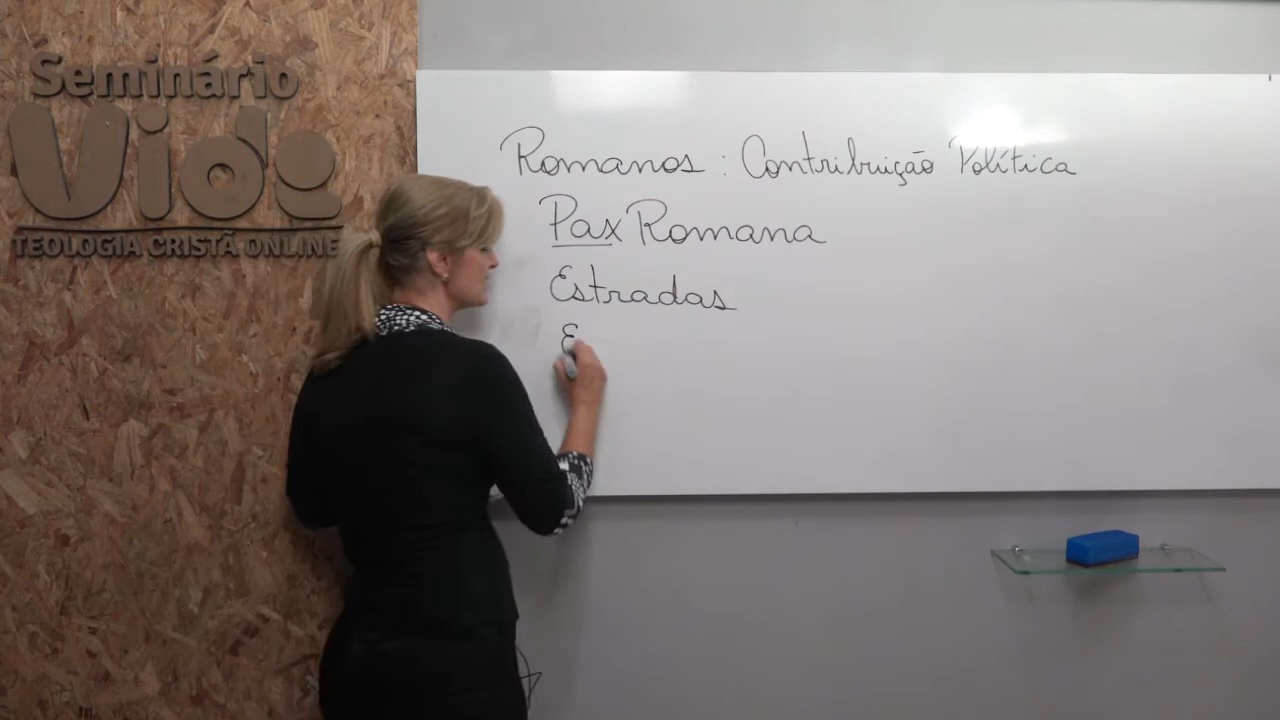 Seminário
Vida
TEOLOGIA CRISTÃ ONLINE
Romanos : Contribuição Política
Pax Romana
Estradas
E